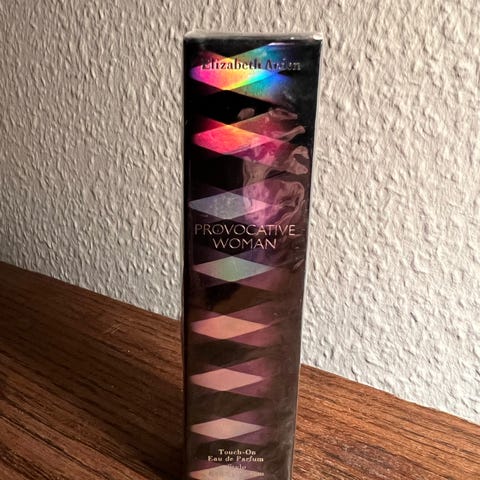 Elizabeth Arden
PROVOCATIVE
WOMAN
Touch-On
Eau de Parfum